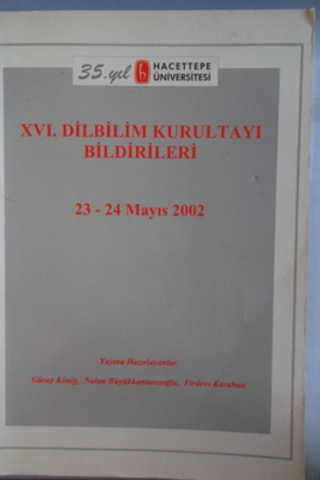 35.yıl HACETTEPE ÜNİVERSİTESİ
XVI. DİLBİLİM KURULTAYI
BİLDİRİLERİ
23 - 24 Mayıs 2002
Yayına Hazırlayanlar
Güray König, Nalan Büyükkantarcıoğlu, Firdevs Karahan